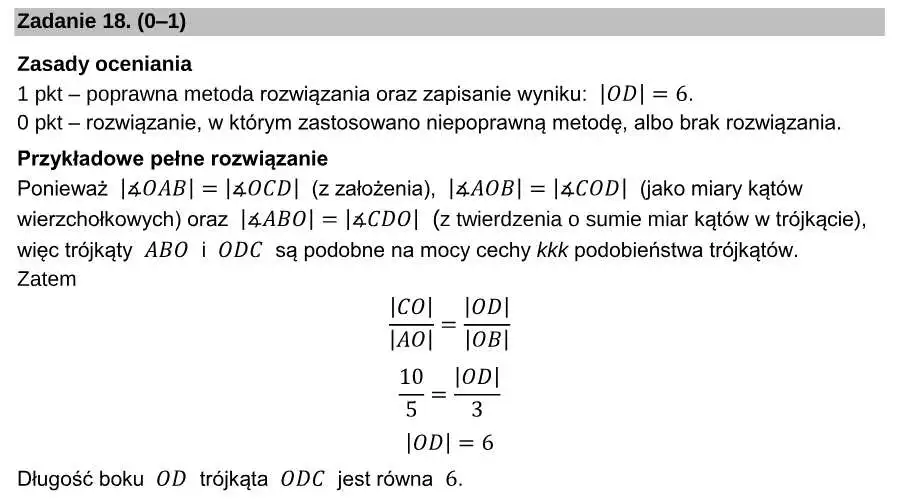 Zadanie 18. (0–1)
Zasady oceniania
1 pkt – poprawna metoda rozwiązania oraz zapisanie wyniku: |OD| = 6.
0 pkt – rozwiązanie, w którym zastosowano niepoprawną metodę, albo brak rozwiązania.
Przykładowe pełne rozwiązanie
Ponieważ |∡OAB| = |∡OCD| (z założenia), |∡AOB| = |∡COD| (jako miary kątów
wierzchołkowych) oraz |∡ABO| = |∡CDO| (z twierdzenia o sumie miar kątów w trójkącie),
więc trójkąty ABO i ODC są podobne na mocy cechy kkk podobieństwa trójkątów.
Zatem
|CO|/|AO| = |OD|/|OB|
10/5 = |OD|/3
|OD| = 6
Długość boku OD trójkąta ODC jest równa 6.